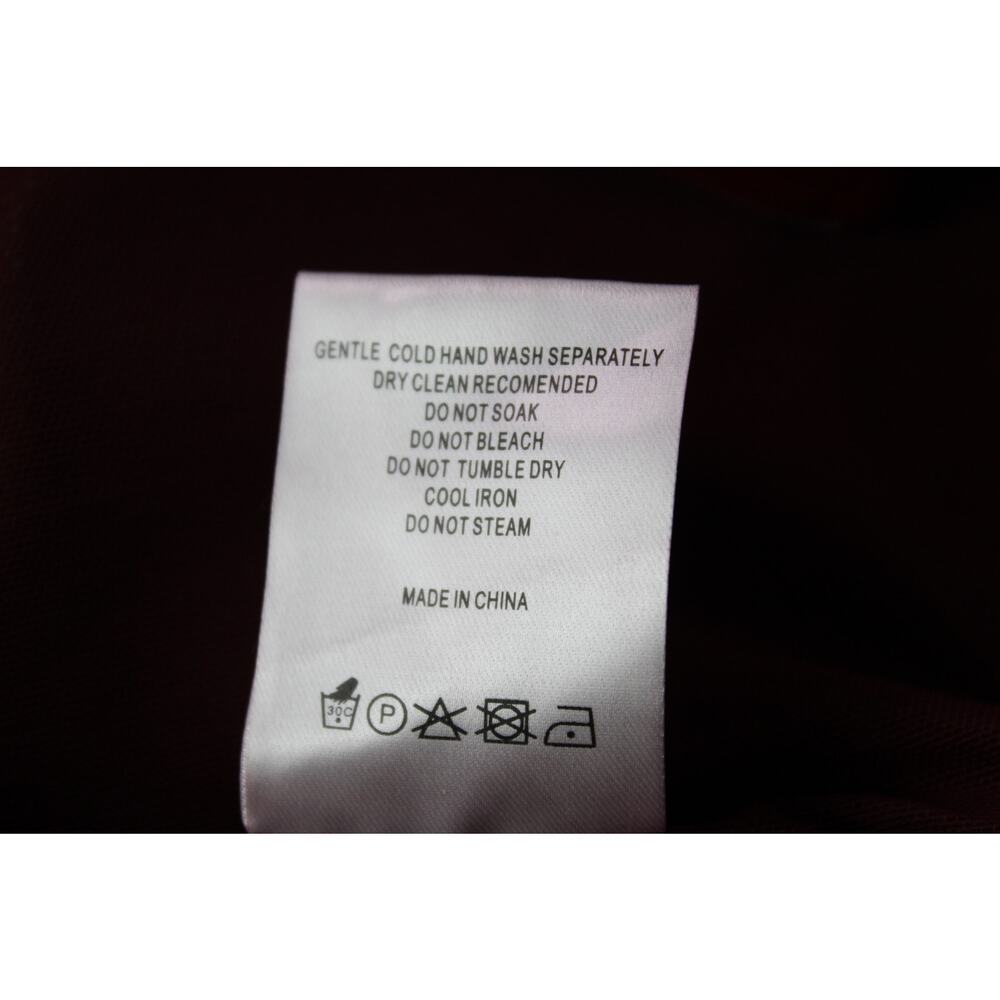 GENTLE COLD HAND WASH SEPARATELY
DRY CLEAN RECOMENDED
DO NOT SOAK
DO NOT BLEACH
DO NOT TUMBLE DRY
COOL IRON
DO NOT STEAM
MADE IN CHINA
30C P